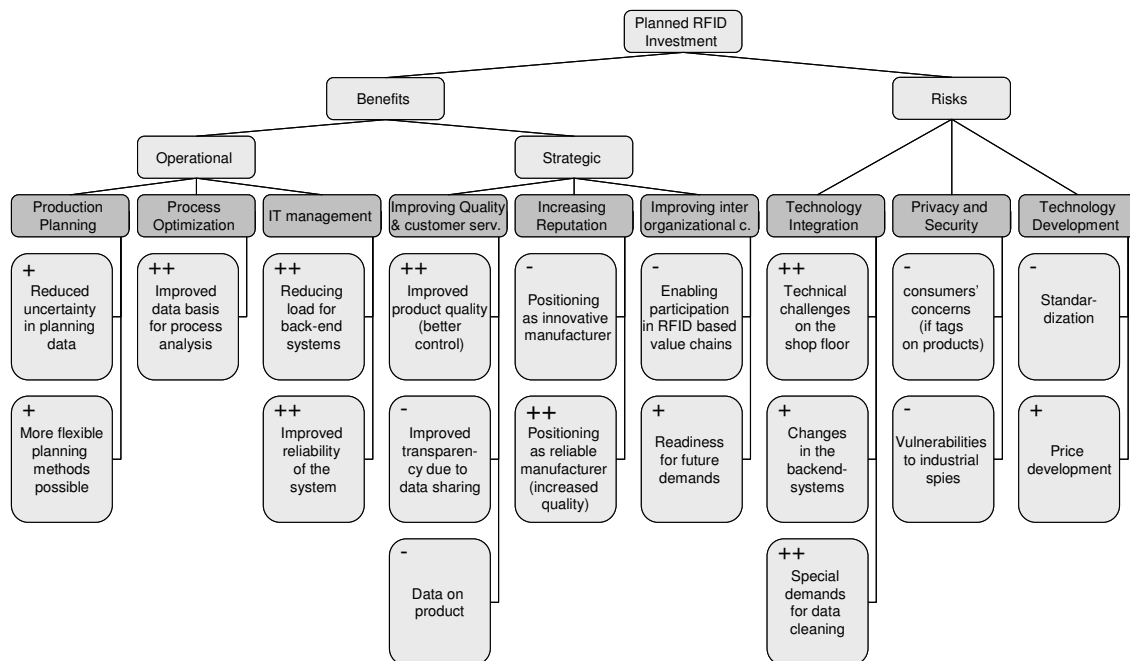 Planned RFID
Investment
Benefits
Risks
Operational
Strategic
Production
Planning
Process
Optimization
IT management
Improving Quality
& customer serv.
Increasing
Reputation
Improving inter
organizational c.
Technology
Integration
Privacy and
Security
Technology
Development
+
Reduced
uncertainty
in planning
data
++
Improved
data basis
for process
analysis
++
Reducing
load for
back-end
systems
++
Improved
product quality
(better
control)
-
Positioning
as innovative
manufacturer
-
Enabling
participation
in RFID based
value chains
++
Technical
challenges
on the
shop floor
-
consumers’
concerns
(if tags
on products)
-
Standar-
dization
+
More flexible
planning
methods
possible
++
Improved
reliability
of the
system
-
Improved
transparen-
cy due to
data sharing
++
Positioning
as reliable
manufacturer
(increased
quality)
+
Readiness
for future
demands
+
Changes
in the
backend-
systems
-
Vulnerabilities
to industrial
spies
+
Price
development
-
Data on
product
++
Special
demands
for data
cleaning